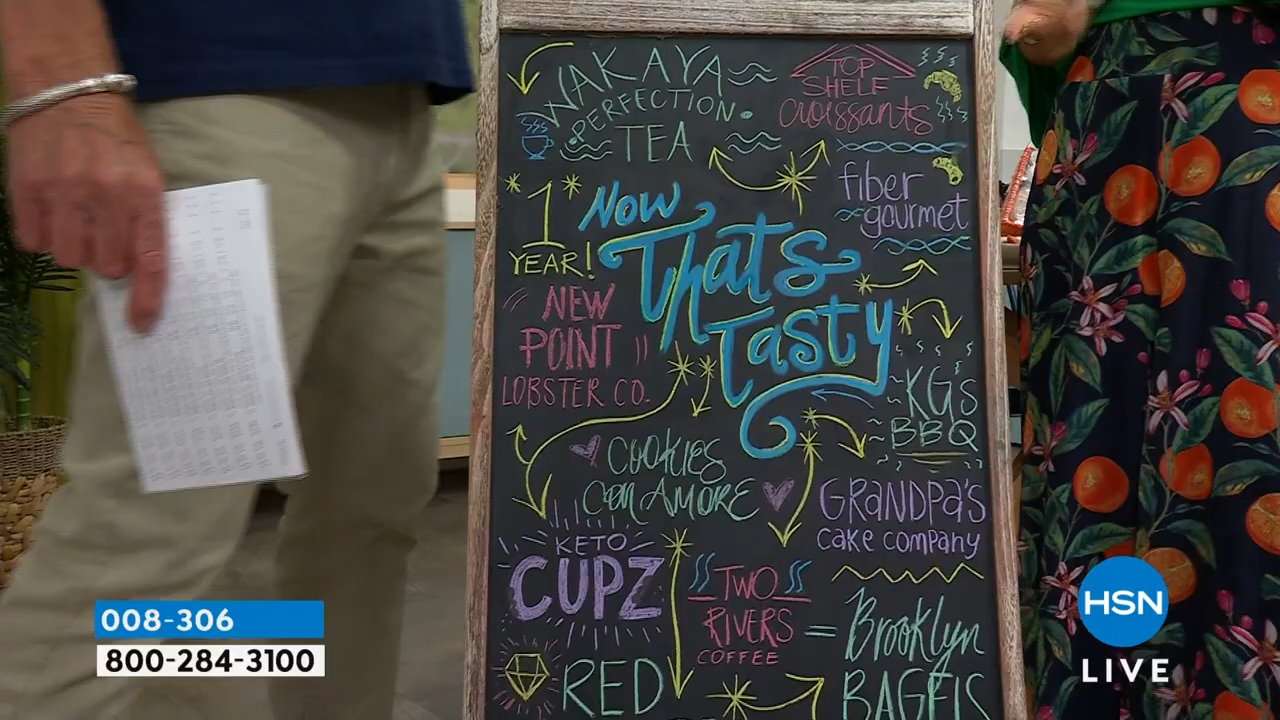 WAKAYA
PERFECTION
TEA
TOP
SHELF
croissants
fiber
gourmet
1
YEAR!
Now
That's
Tasty
NEW
POINT
LOBSTER CO.
KG's
BBQ
COOKIES
con AMORE
GRANDPA'S
cake company
KETO
CUPZ
TWO
RIVERS
COFFEE
Brooklyn
BAGELS
RED
008-306
800-284-3100
HSN
LIVE